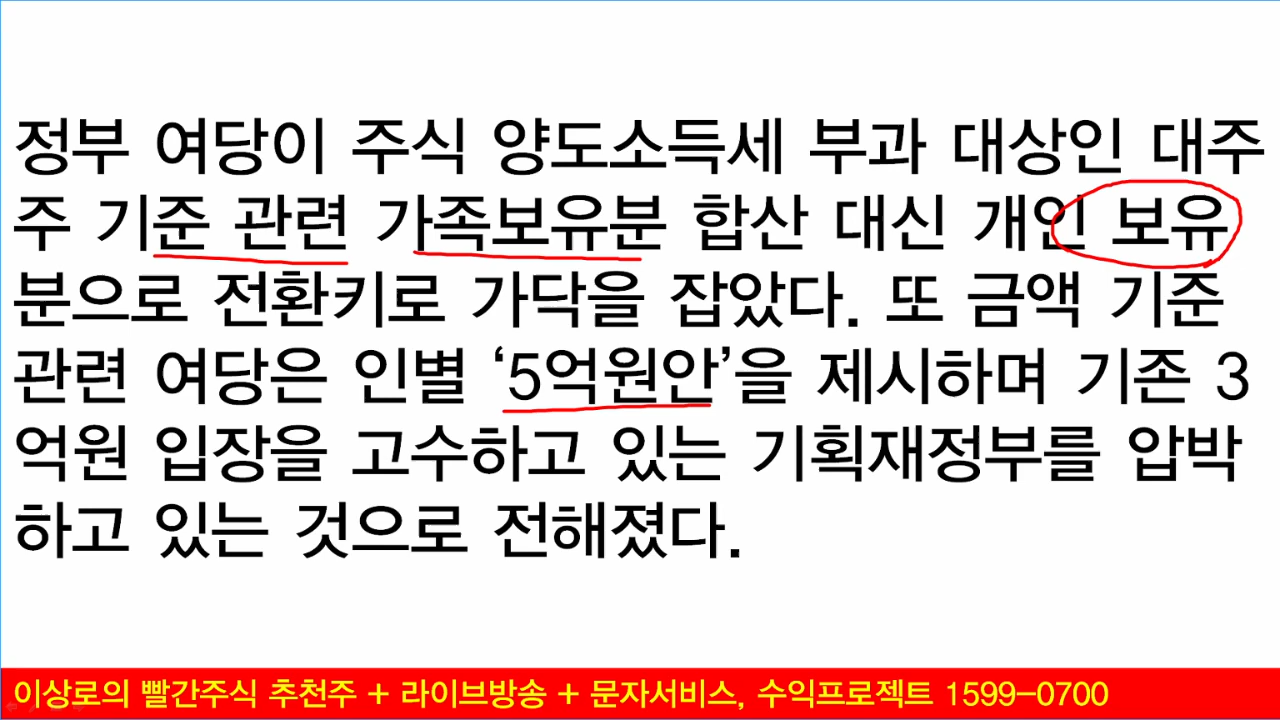 정부 여당이 주식 양도소득세 부과 대상인 대주
주 기준 관련 가족보유분 합산 대신 개인 보유
분으로 전환키로 가닥을 잡았다. 또 금액 기준
관련 여당은 인별 ‘5억원안’을 제시하며 기존 3
억원 입장을 고수하고 있는 기획재정부를 압박
하고 있는 것으로 전해졌다.
이상로의 빨간주식 추천주 + 라이브방송 + 문자서비스, 수익프로젝트 1599-0700